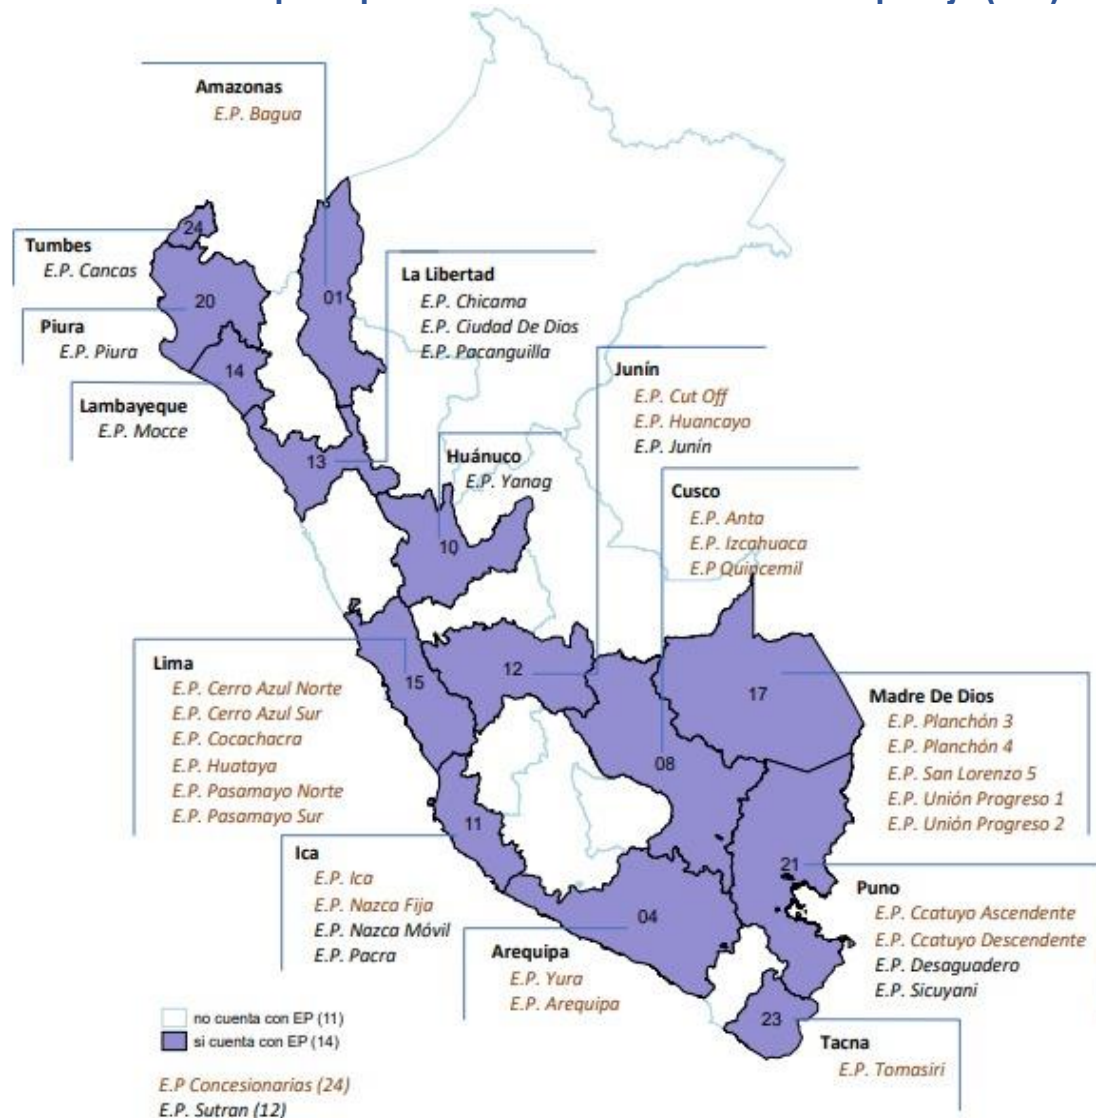 Amazonas
E.P. Bagua
24
Tumbes
E.P. Cancas
20
Piura
E.P. Piura
14
Lambayeque
E.P. Mocce
01
La Libertad
E.P. Chicama
E.P. Ciudad De Dios
E.P. Pacanguilla
13
Huánuco
E.P. Yanag
10
Junín
E.P. Cut Off
E.P. Huancayo
E.P. Junín
12
Cusco
E.P. Anta
E.P. Izcahuaca
E.P Quincemil
08
Lima
E.P. Cerro Azul Norte
E.P. Cerro Azul Sur
E.P. Cocachacra
E.P. Huataya
E.P. Pasamayo Norte
E.P. Pasamayo Sur
15
17
Madre De Dios
E.P. Planchón 3
E.P. Planchón 4
E.P. San Lorenzo 5
E.P. Unión Progreso 1
E.P. Unión Progreso 2
11
Ica
E.P. Ica
E.P. Nazca Fija
E.P. Nazca Móvil
E.P. Pacra
04
Arequipa
E.P. Yura
E.P. Arequipa
21
Puno
E.P. Ccatuyo Ascendente
E.P. Ccatuyo Descendente
E.P. Desaguadero
E.P. Sicuyani
23
Tacna
E.P. Tomasiri
no cuenta con EP (11)
si cuenta con EP (14)
E.P Concesionarias (24)
E.P. Sutran (12)